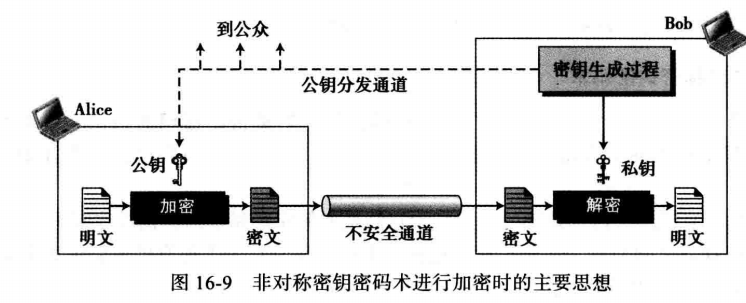 到公众
Bob
密钥生成过程
公钥分发通道
Alice
公钥
私钥
加密
解密
明文
密文
不安全通道
密文
明文
图 16-9 非对称密钥密码术进行加密时的主要思想